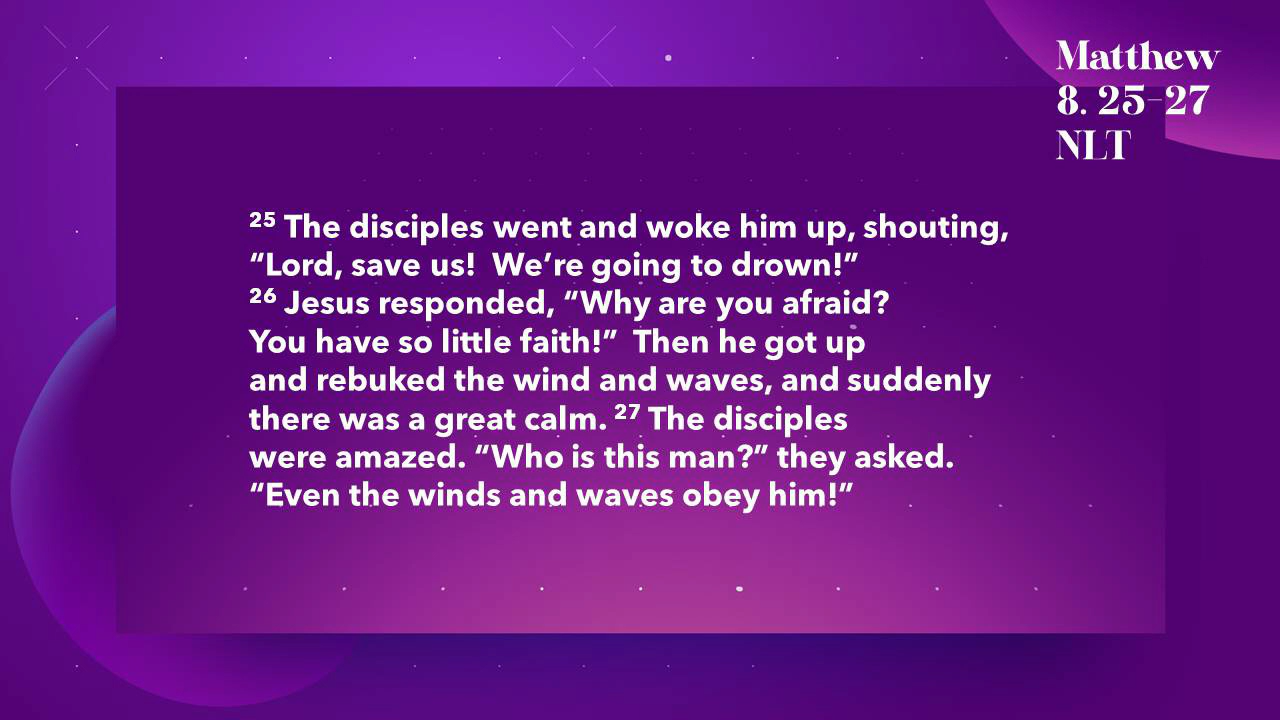 Matthew
8. 25-27
NLT
25 The disciples went and woke him up, shouting,
“Lord, save us!  We’re going to drown!”
26 Jesus responded, “Why are you afraid?
You have so little faith!”  Then he got up
and rebuked the wind and waves, and suddenly
there was a great calm. 27 The disciples
were amazed. “Who is this man?” they asked.
“Even the winds and waves obey him!”